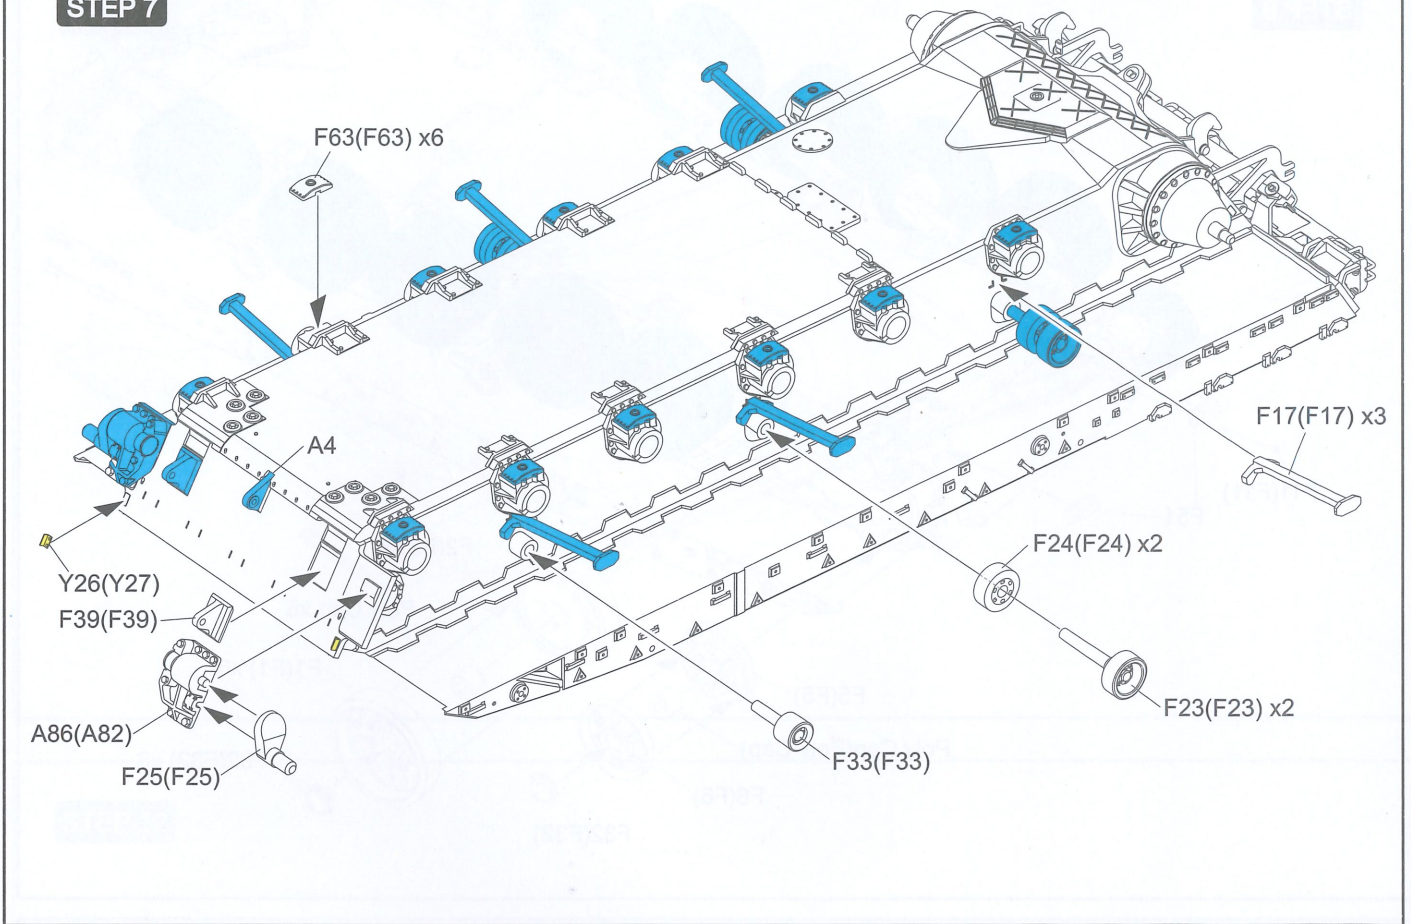 STEP 7
F63(F63) x6
F17(F17) x3
A4
F24(F24) x2
Y26(Y27)
F39(F39)
F23(F23) x2
A86(A82)
F33(F33)
F25(F25)